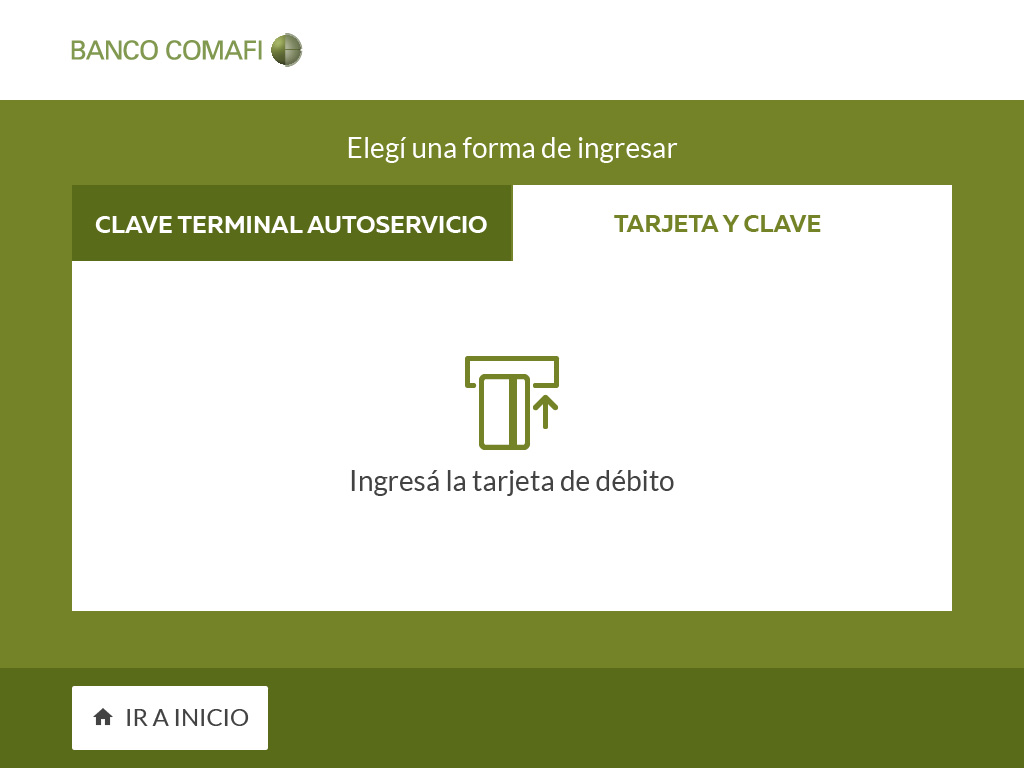 BANCO COMAFI
Elegí una forma de ingresar
CLAVE TERMINAL AUTOSERVICIO
TARJETA Y CLAVE
Ingresá la tarjeta de débito
IR A INICIO